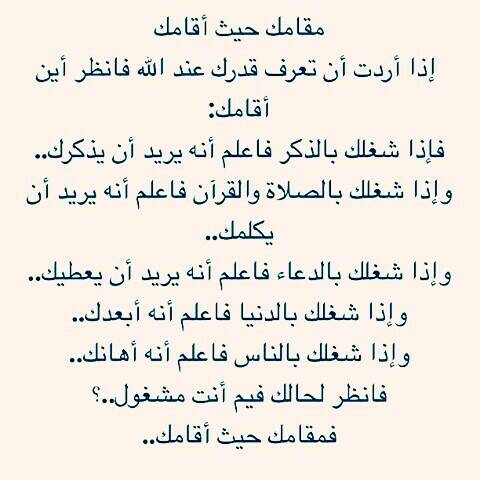 مقامك حيث أقامك
إذا أردت أن تعرف قدرك عند الله فانظر أين
أقامك:
فإذا شغلك بالذكر فاعلم أنه يريد أن يذكرك..
وإذا شغلك بالصلاة والقرآن فاعلم أنه يريد أن
يكلمك..
وإذا شغلك بالدعاء فاعلم أنه يريد أن يعطيك..
وإذا شغلك بالدنيا فاعلم أنه أبعدك..
وإذا شغلك بالناس فاعلم أنه أهانك..
فانظر لحالك فيم أنت مشغول..؟
فمقامك حيث أقامك..